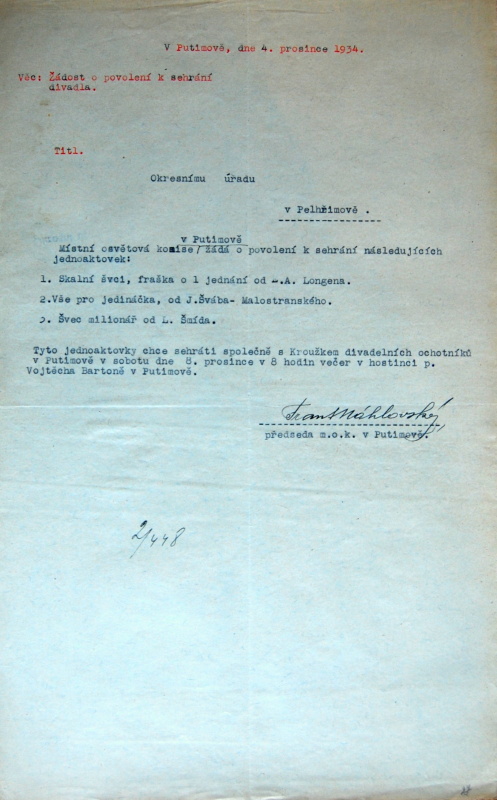 V Putimově, dne 4. prosince 1934.
Věc: Žádost o povolení k sehrání
divadla.
Titl.
Okresnímu úřadu
v Pelhřimově .
v Putimově
Místní osvětová komise/ žádá o povolení k sehrání následujících
jednoaktovek:
1. Skalní ševci, fraška o 1 jednání od .A. Longena.
2.Vše pro jedináčka, od J.Švába- Malostranského.
3. Švec milionář od L. Šmída.
Tyto jednoaktovky chce sehráti společně s Kroužkem divadelních ochotníků
v Putimově v sobotu dne 8. prosince v 8 hodin večer v hostinci p.
Vojtěcha Bartoně v Putimově.
předseda m.o.k. v Putimově.
2/448